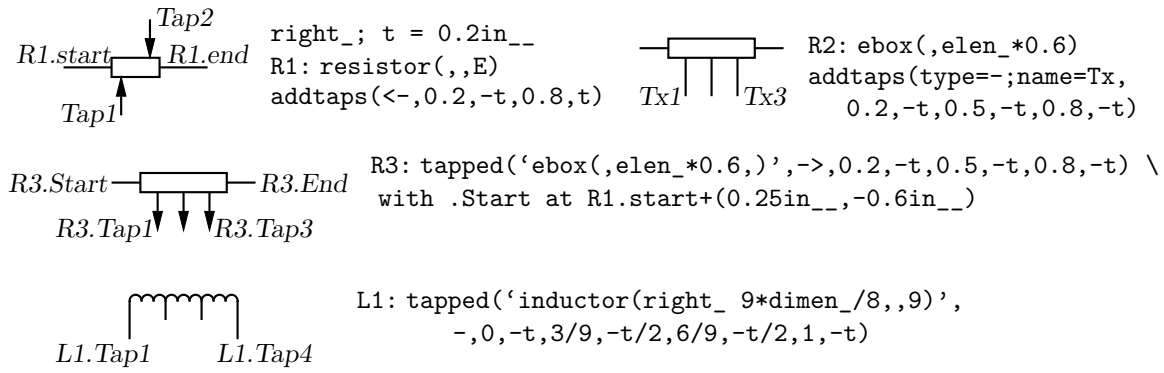 Tap2
R1.start
R1.end
Tap1
right_; t = 0.2in__
R1: resistor(,,E)
addtaps(<-,0.2,-t,0.8,t)
Tx1
Tx3
R2: ebox(,elen_*0.6)
addtaps(type=-;name=Tx,
0.2,-t,0.5,-t,0.8,-t)
R3.Start
R3.End
R3.Tap1
R3.Tap3
R3: tapped(‘ebox(,elen_*0.6,)’,->,0.2,-t,0.5,-t,0.8,-t) \
with .Start at R1.start+(0.25in__,-0.6in__)
L1.Tap1
L1.Tap4
L1: tapped(‘inductor(right_ 9*dimen_/8,,9)’,
-,0,-t,3/9,-t/2,6/9,-t/2,1,-t)